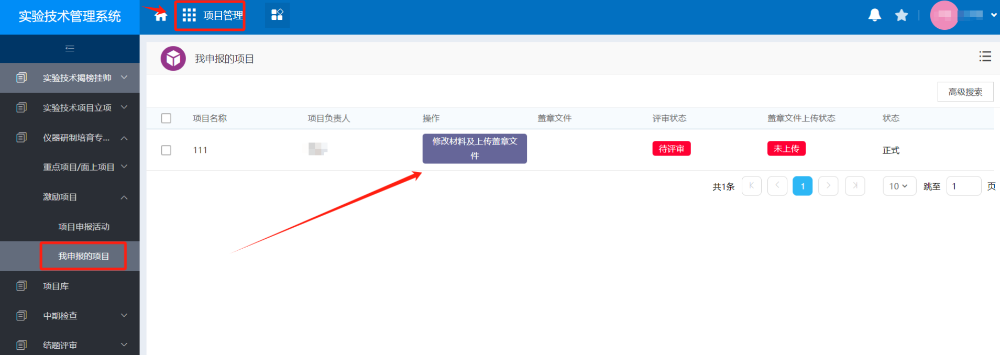 实验技术管理系统
项目管理
实验技术揭榜挂帅
实验技术项目立项
仪器研制培育专...
重点项目/面上项目
激励项目
项目申报活动
我申报的项目
项目库
中期检查
结题评审
我申报的项目
高级搜索
项目名称 项目负责人 操作 盖章文件 评审状态 盖章文件上传状态 状态
111 修改材料及上传盖章文 待评审 未上传 正式
件
共1条 1 10 跳至 1 页